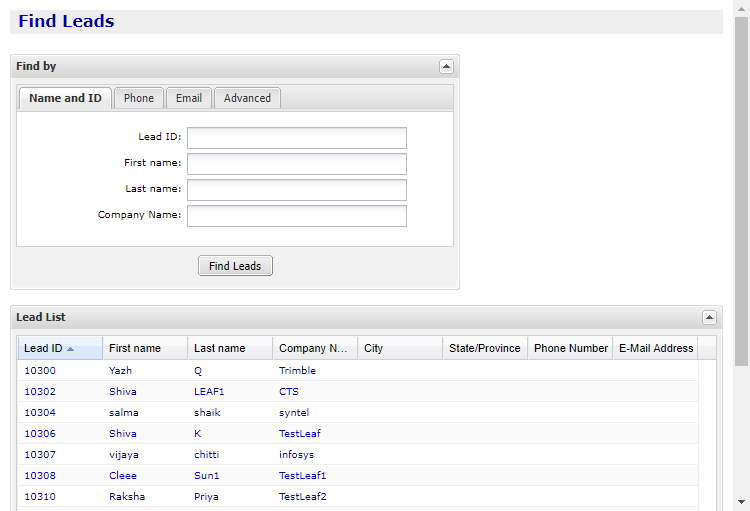 Find Leads
Find by
Name and ID Phone Email Advanced
Lead ID:
First name:
Last name:
Company Name:
Find Leads
Lead List
Lead ID First name Last name Company N... City State/Province Phone Number E-Mail Address
10300 Yazh Q Trimble
10302 Shiva LEAF1 CTS
10304 salma shaik syntel
10306 Shiva K TestLeaf
10307 vijaya chitti infosys
10308 Cleee Sun1 TestLeaf1
10310 Raksha Priya TestLeaf2